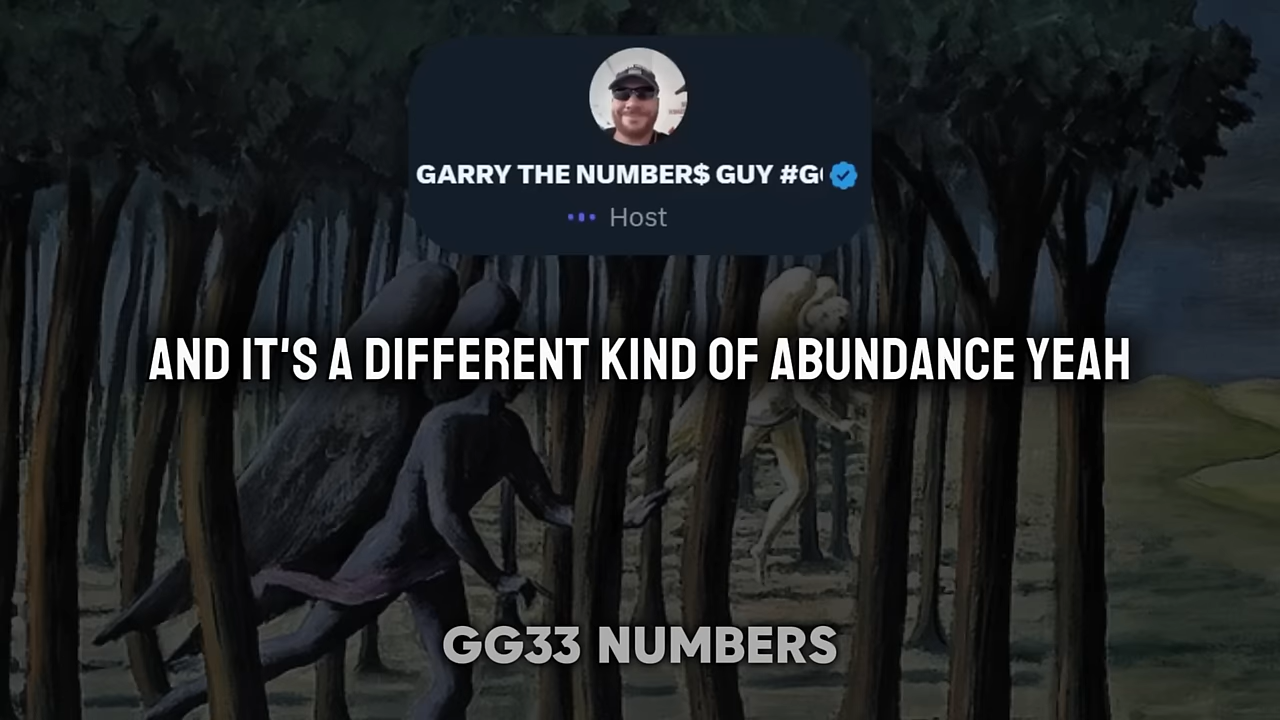 GARRY THE NUMBER$ GUY #G
Host
AND IT'S A DIFFERENT KIND OF ABUNDANCE YEAH
GG33 NUMBERS